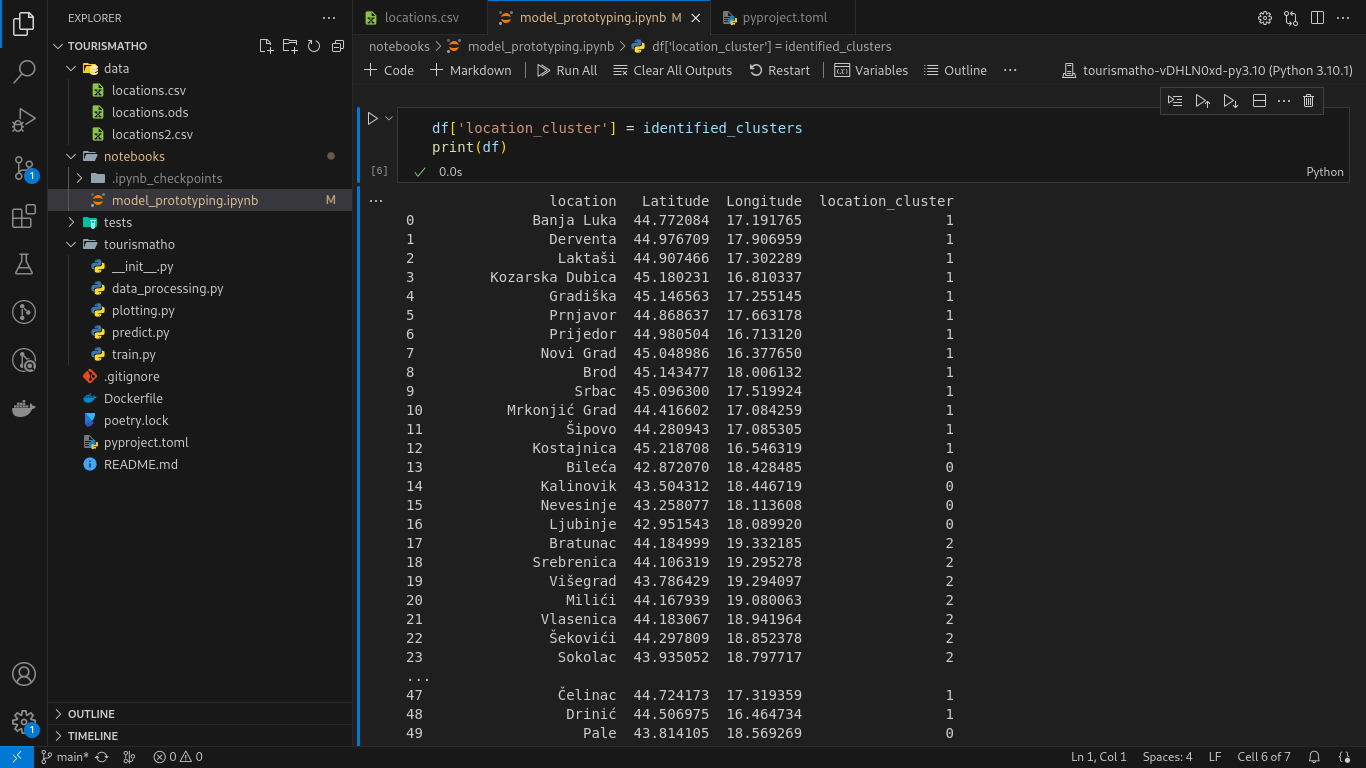 EXPLORER
TOURISMATHO
data
locations.csv
locations.ods
locations2.csv
notebooks
.ipynb_checkpoints
model_prototyping.ipynb M
tests
tourismatho
__init__.py
data_processing.py
plotting.py
predict.py
train.py
.gitignore
Dockerfile
poetry.lock
pyproject.toml
README.md
OUTLINE
TIMELINE
1
1
locations.csv model_prototyping.ipynb M pyproject.toml
notebooks > model_prototyping.ipynb > df['location_cluster'] = identified_clusters
+ Code + Markdown Run All Clear All Outputs Restart Variables Outline ... tourismatho-vDHLN0xd-py3.10 (Python 3.10.1)
df['location_cluster'] = identified_clusters
print(df)
[6] 0.0s Python
location Latitude Longitude location_cluster
0 Banja Luka 44.772084 17.191765 1
1 Derventa 44.976709 17.906959 1
2 Laktaši 44.907466 17.302289 1
3 Kozarska Dubica 45.180231 16.810337 1
4 Gradiška 45.146563 17.255145 1
5 Prnjavor 44.868637 17.663178 1
6 Prijedor 44.980504 16.713120 1
7 Novi Grad 45.048986 16.377650 1
8 Brod 45.143477 18.006132 1
9 Srbac 45.096300 17.519924 1
10 Mrkonjić Grad 44.416602 17.084259 1
11 Šipovo 44.280943 17.085305 1
12 Kostajnica 45.218708 16.546319 1
13 Bileća 42.872070 18.428485 0
14 Kalinovik 43.504312 18.446719 0
15 Nevesinje 43.258077 18.113608 0
16 Ljubinje 42.951543 18.089920 0
17 Bratunac 44.184999 19.332185 2
18 Srebrenica 44.106319 19.295278 2
19 Višegrad 43.786429 19.294097 2
20 Milići 44.167939 19.080063 2
21 Vlasenica 44.183067 18.941964 2
22 Šekovići 44.297809 18.852378 2
23 Sokolac 43.935052 18.797717 2
...
47 Čelinac 44.724173 17.319359 1
48 Drinić 44.506975 16.464734 1
49 Pale 43.814105 18.569269 0
main* 0 0 Ln 1, Col 1 Spaces: 4 LF Cell 6 of 7